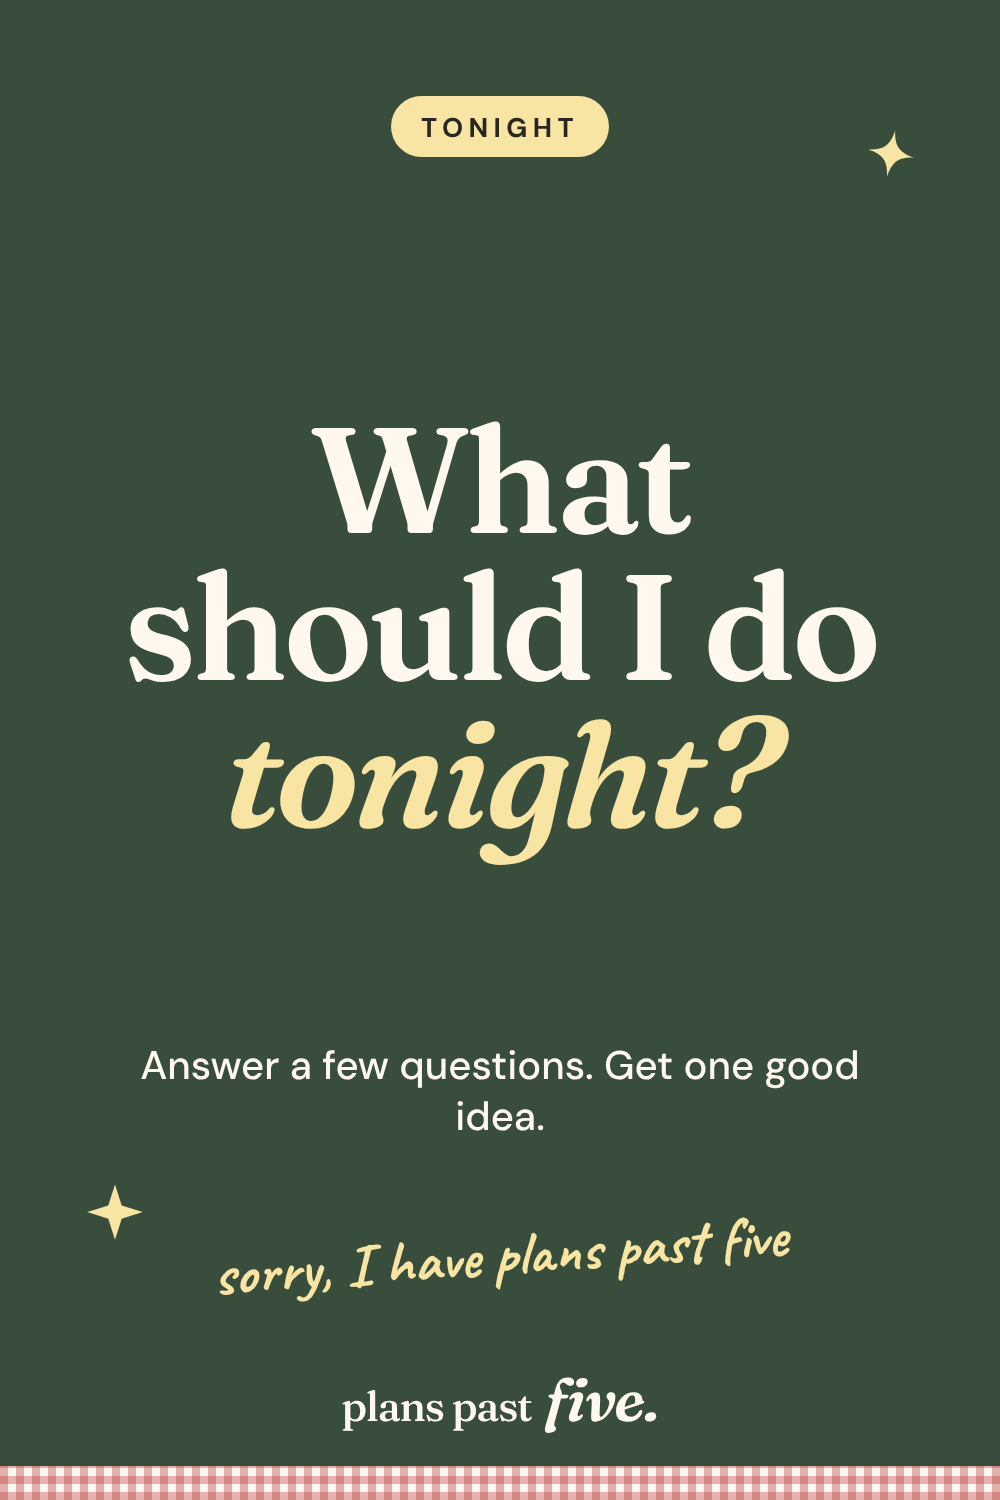 TONIGHT
What
should I do
tonight?
Answer a few questions. Get one good
idea.
sorry, I have plans past five
plans past five.